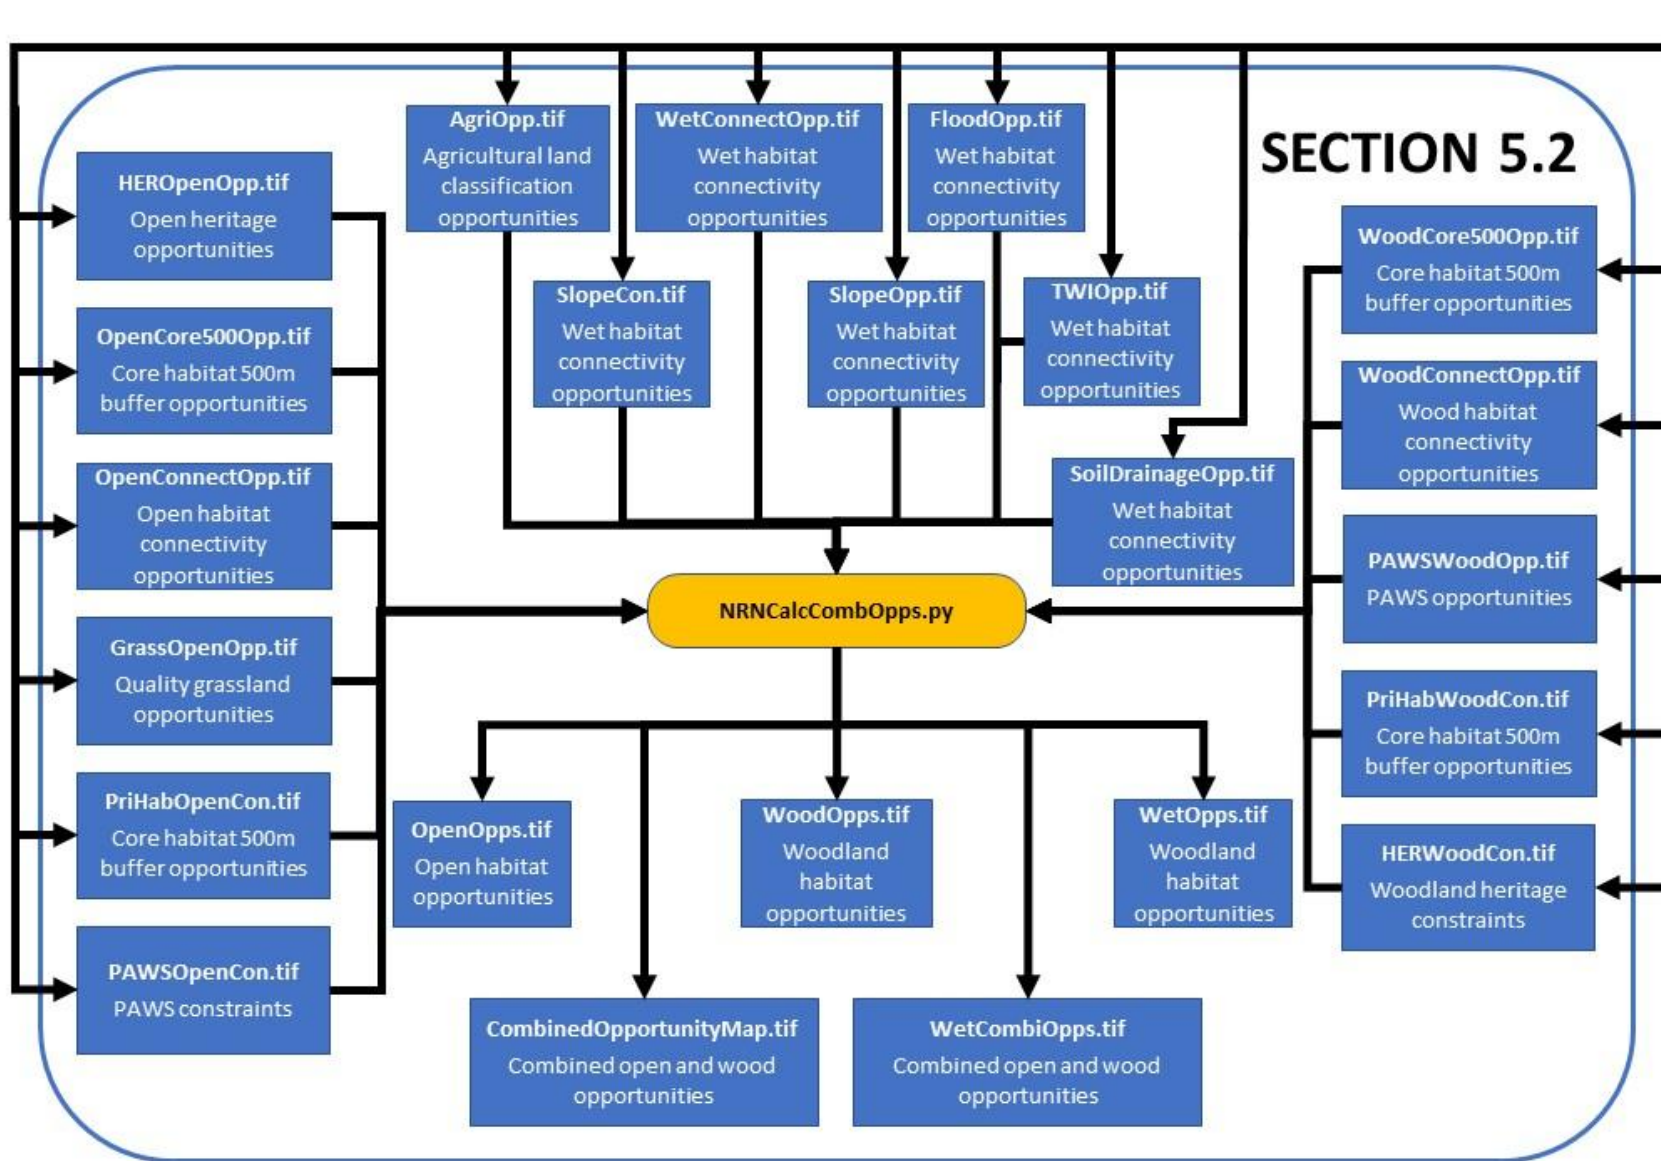 SECTION 5.2
HEROpenOpp.tif
Open heritage
opportunities
OpenCore500Opp.tif
Core habitat 500m
buffer opportunities
OpenConnectOpp.tif
Open habitat
connectivity
opportunities
GrassOpenOpp.tif
Quality grassland
opportunities
PriHabOpenCon.tif
Core habitat 500m
buffer opportunities
PAWSOpenCon.tif
PAWS constraints
AgriOpp.tif
Agricultural land
classification
opportunities
SlopeCon.tif
Wet habitat
connectivity
opportunities
WetConnectOpp.tif
Wet habitat
connectivity
opportunities
SlopeOpp.tif
Wet habitat
connectivity
opportunities
FloodOpp.tif
Wet habitat
connectivity
opportunities
TWIOpp.tif
Wet habitat
connectivity
opportunities
SoilDrainageOpp.tif
Wet habitat
connectivity
opportunities
NRNCalcCombOpps.py
OpenOpps.tif
Open habitat
opportunities
WoodOpps.tif
Woodland
habitat
opportunities
WetOpps.tif
Woodland
habitat
opportunities
CombinedOpportunityMap.tif
Combined open and wood
opportunities
WetCombiOpps.tif
Combined open and wood
opportunities
WoodCore500Opp.tif
Core habitat 500m
buffer opportunities
WoodConnectOpp.tif
Wood habitat
connectivity
opportunities
PAWSWoodOpp.tif
PAWS opportunities
PriHabWoodCon.tif
Core habitat 500m
buffer opportunities
HERWoodCon.tif
Woodland heritage
constraints